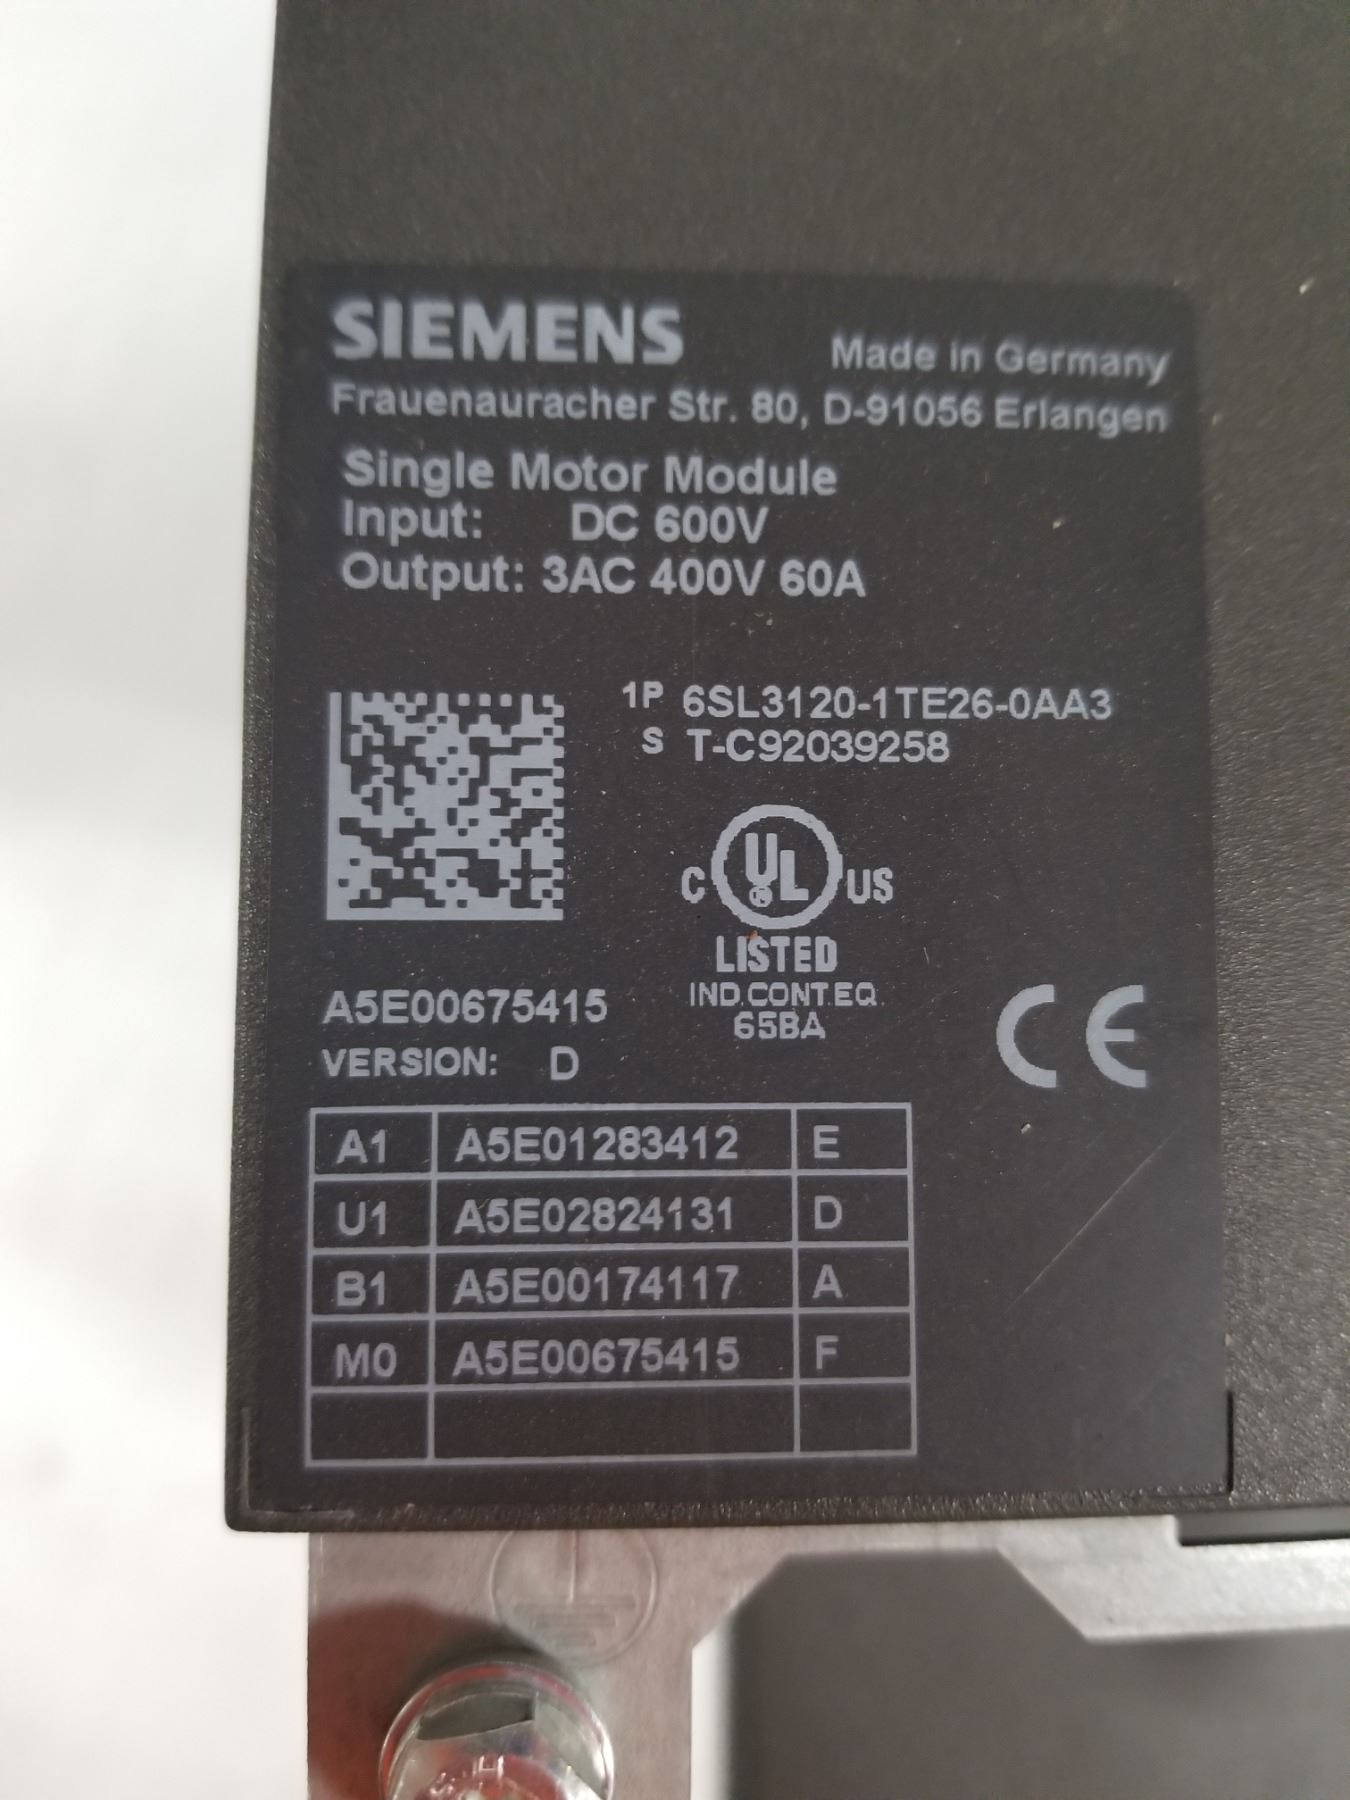 SIEMENS
Made in Germany
Frauenauracher Str. 80, D-91056 Erlangen
Single Motor Module
Input: DC 600V
Output: 3AC 400V 60A
1P 6SL3120-1TE26-0AA3
S T-C92039258
C UL US
LISTED
IND.CONT.EQ.
65BA
A5E00675415
VERSION: D
CE
A1 A5E01283412 E
U1 A5E02824131 D
B1 A5E00174117 A
M0 A5E00675415 F